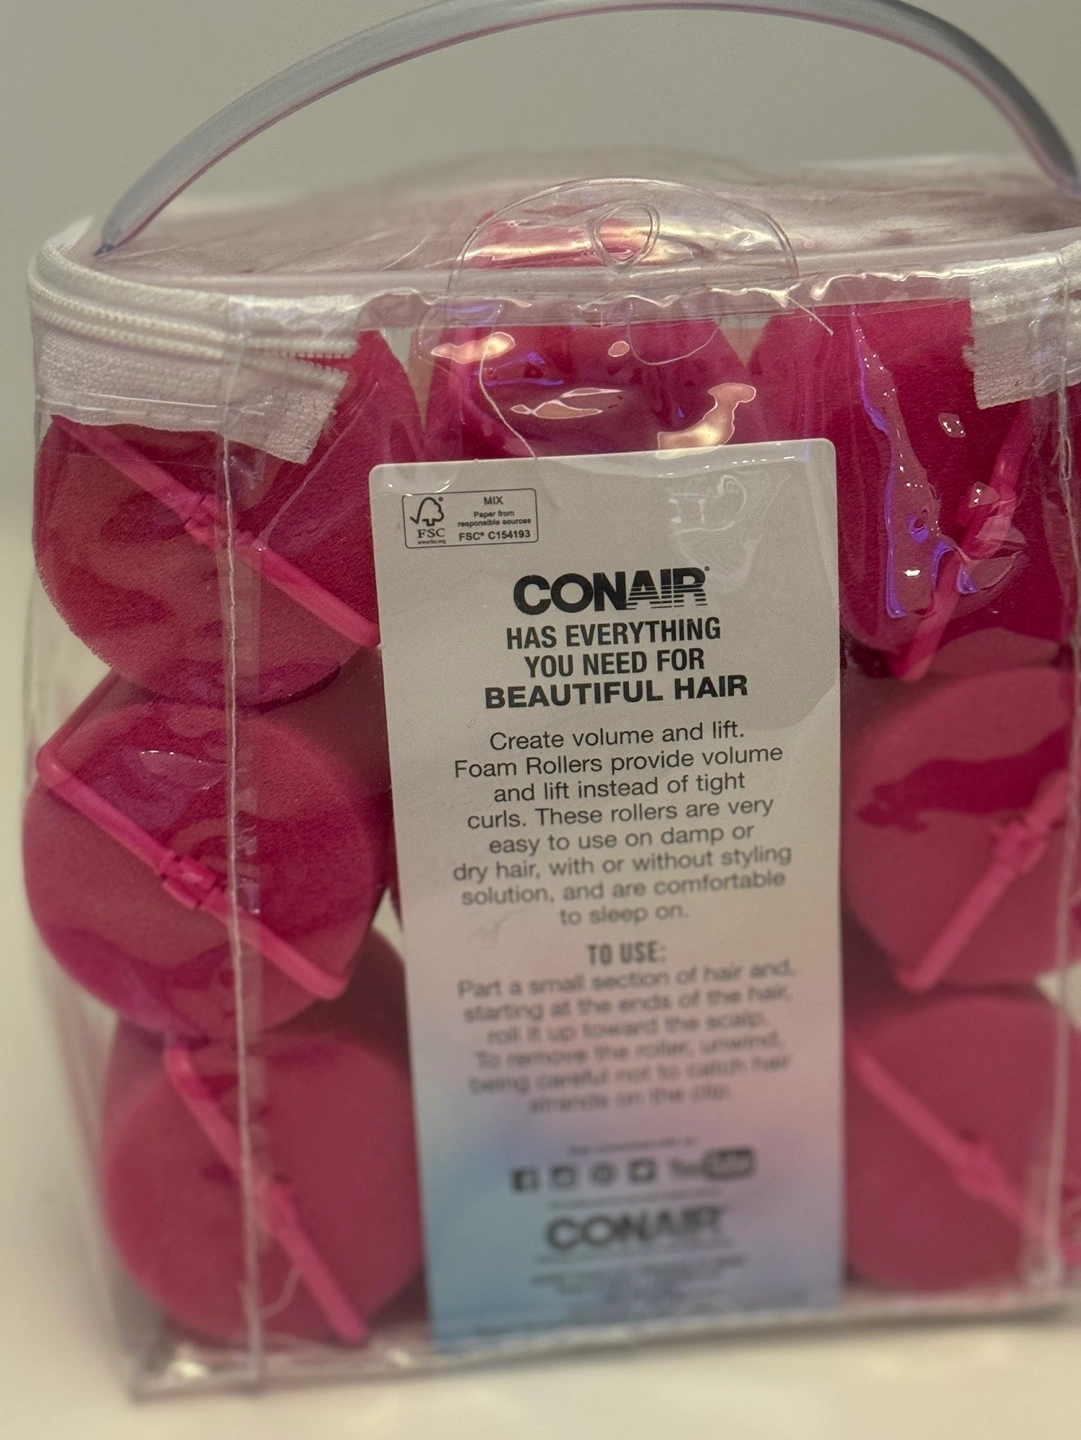 MIX
Paper from
responsible sources
FSC® C154193
FSC
www.fsc.org
CONAIR®
HAS EVERYTHING
YOU NEED FOR
BEAUTIFUL HAIR
Create volume and lift.
Foam Rollers provide volume
and lift instead of tight
curls. These rollers are very
easy to use on damp or
dry hair, with or without styling
solution, and are comfortable
to sleep on.
TO USE:
Part a small section of hair and,
starting at the ends of the hair,
roll it up toward the scalp.
To remove the roller, unwind,
being careful not to catch hair
strands on the clip.
YouTube
CONAIR